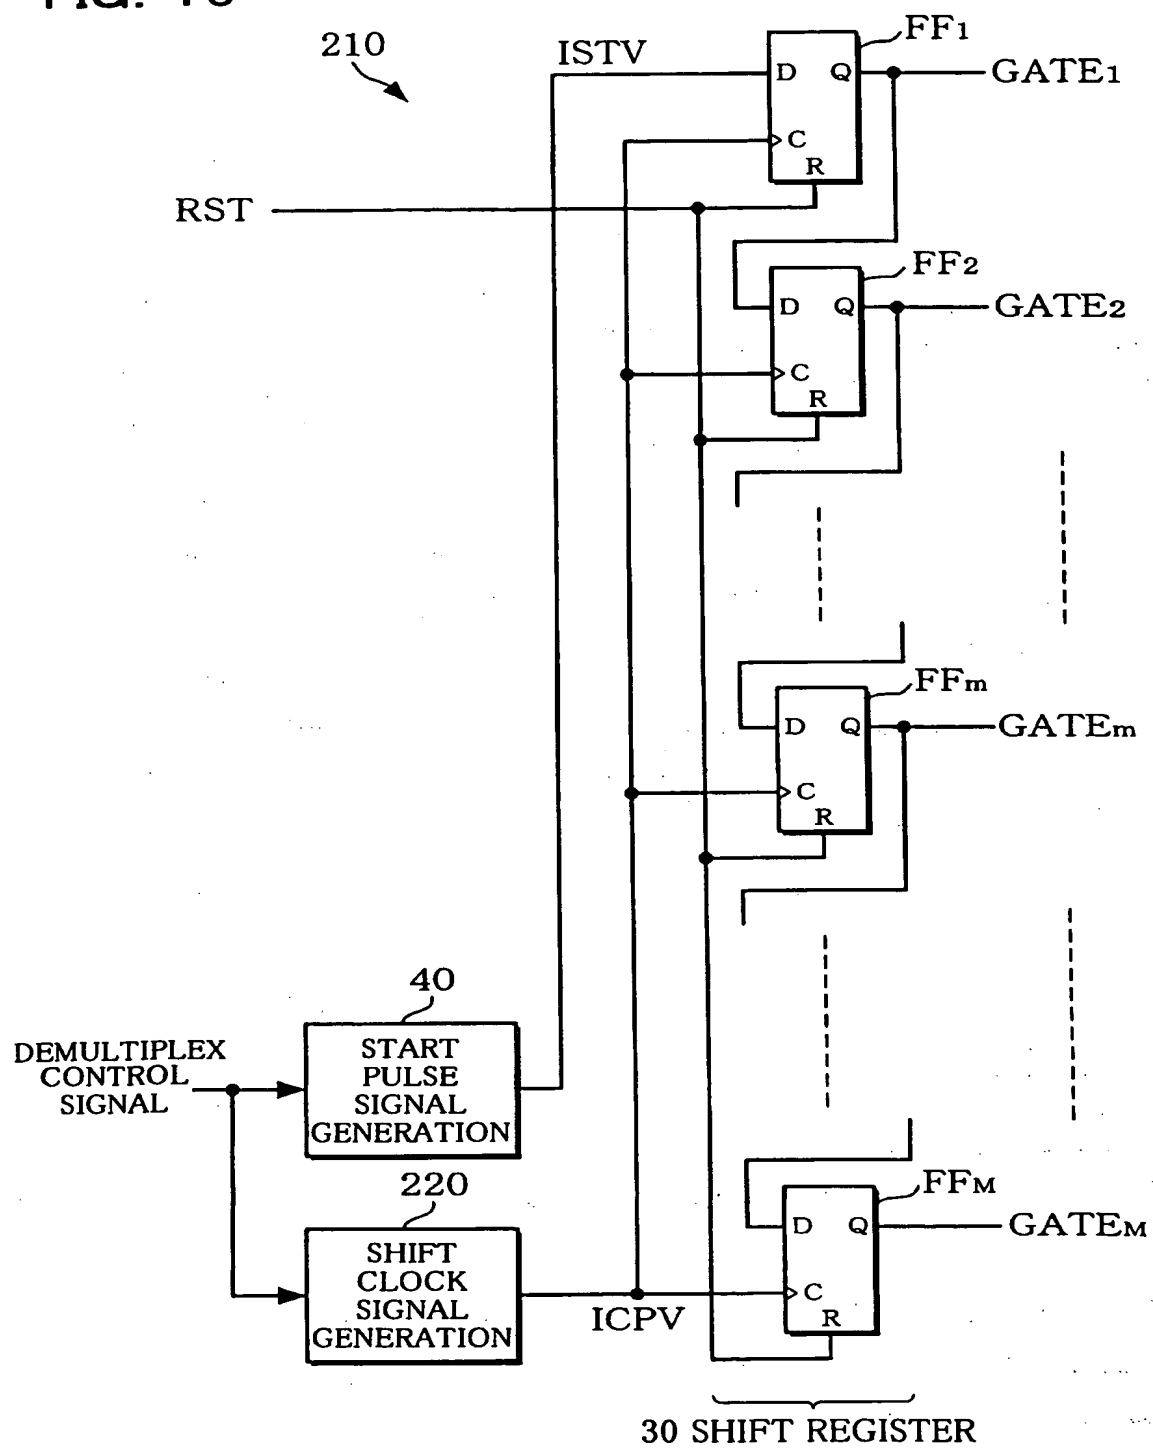 210
ISTV
FF1
D
Q
GATE1
C
R
RST
FF2
D
Q
GATE2
C
R
FFm
D
Q
GATEm
C
R
40
DEMULTIPLEX
CONTROL
SIGNAL
START
PULSE
SIGNAL
GENERATION
220
SHIFT
CLOCK
SIGNAL
GENERATION
ICPV
FFM
D
Q
GATEM
C
R
30 SHIFT REGISTER